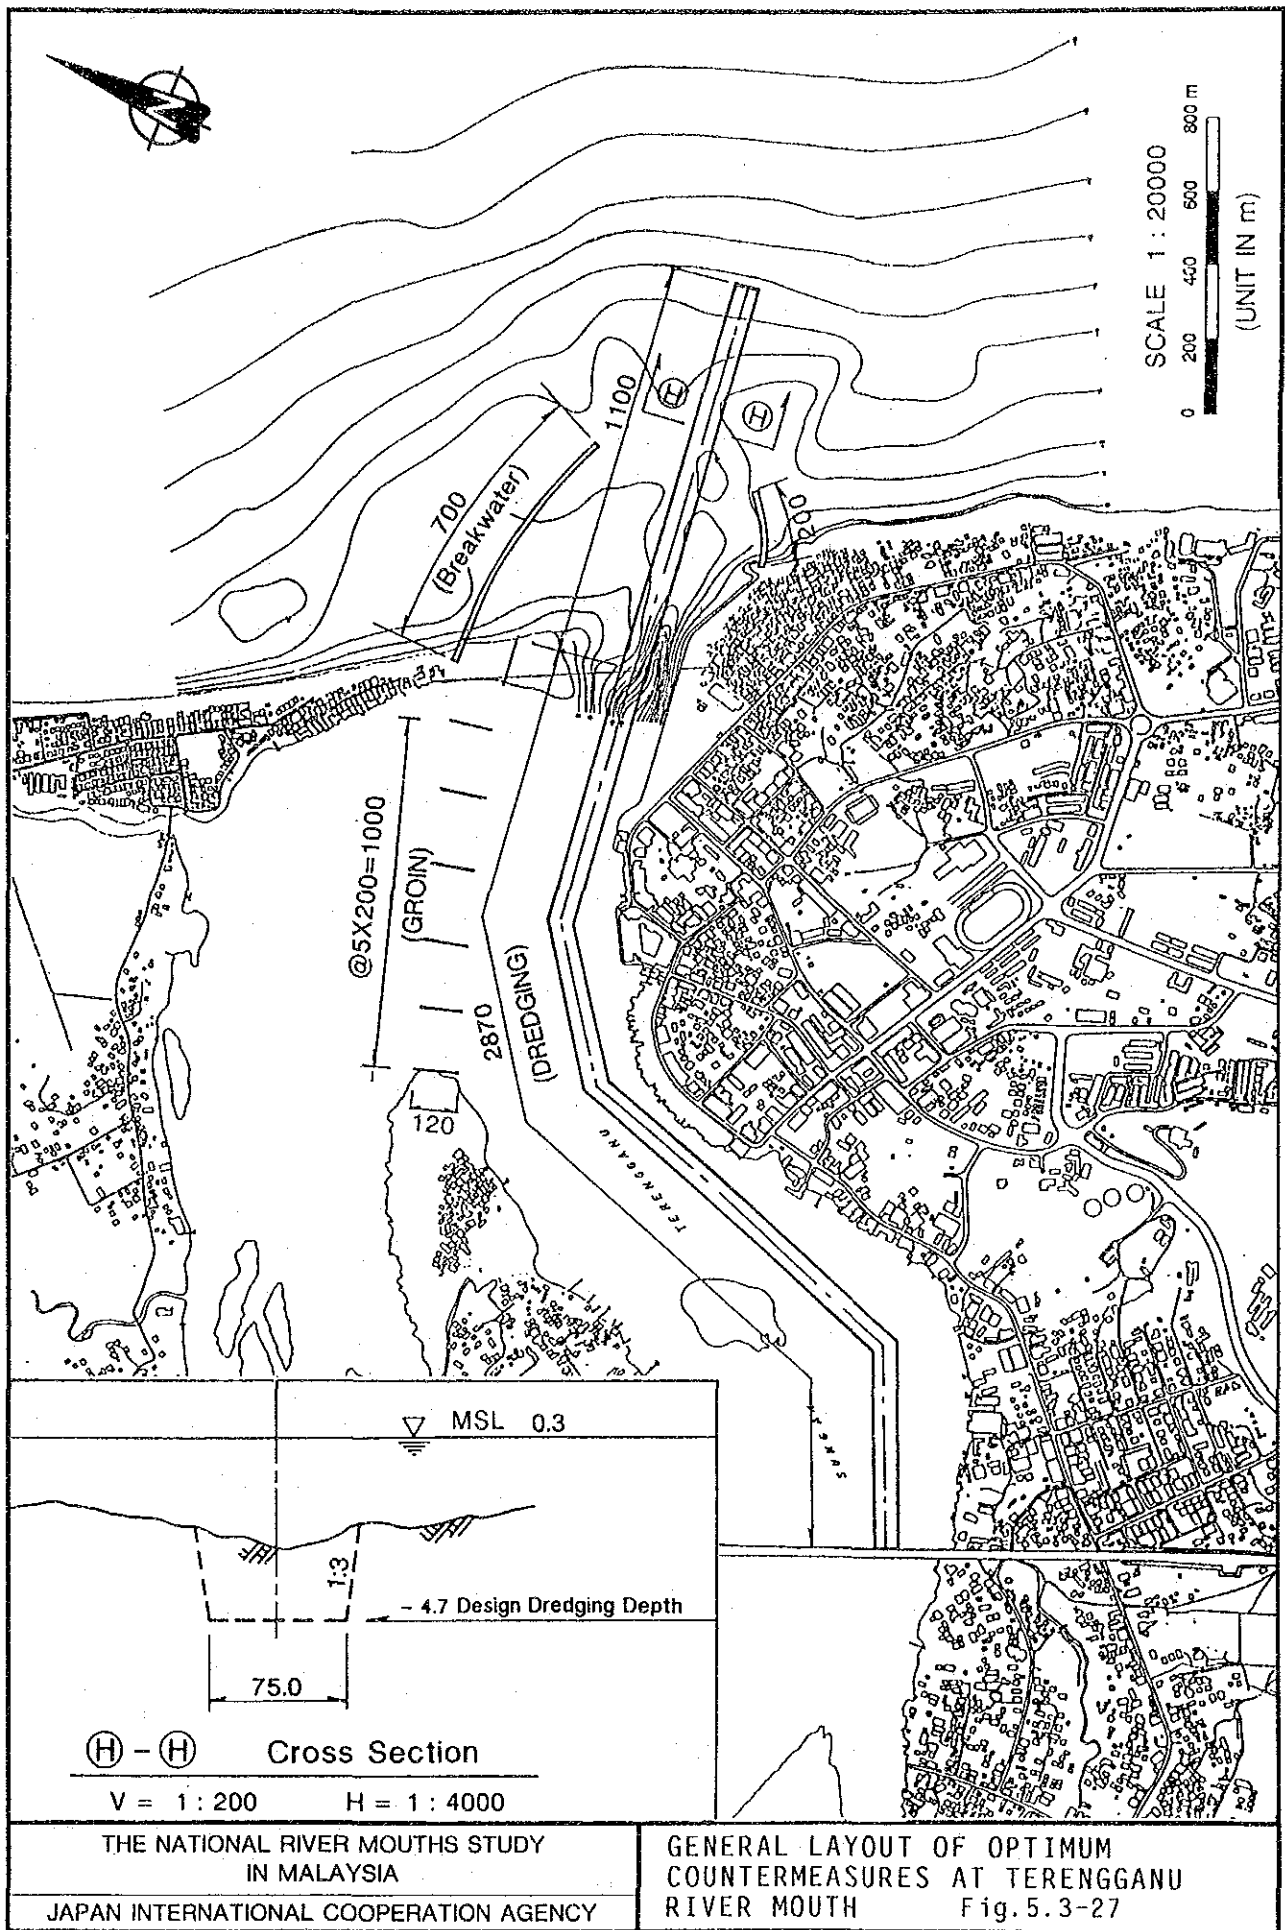 SCALE 1 : 20000
0 200 400 600 800 m
(UNIT IN m)
1100
H
H
700
(Breakwater)
200
@5X200=1000
(GROIN)
2870
(DREDGING)
120
TERENGGANU
MSL 0.3
1:3
- 4.7 Design Dredging Depth
75.0
H - H Cross Section
V = 1 : 200 H = 1 : 4000
THE NATIONAL RIVER MOUTHS STUDY
IN MALAYSIA
JAPAN INTERNATIONAL COOPERATION AGENCY
GENERAL LAYOUT OF OPTIMUM
COUNTERMEASURES AT TERENGGANU
RIVER MOUTH Fig.5.3-27